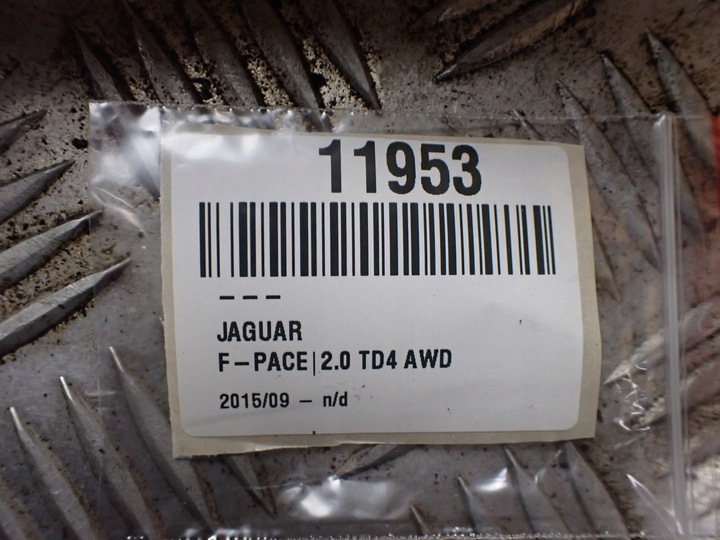 11953
---
JAGUAR
F-PACE|2.0 TD4 AWD
2015/09 - n/d